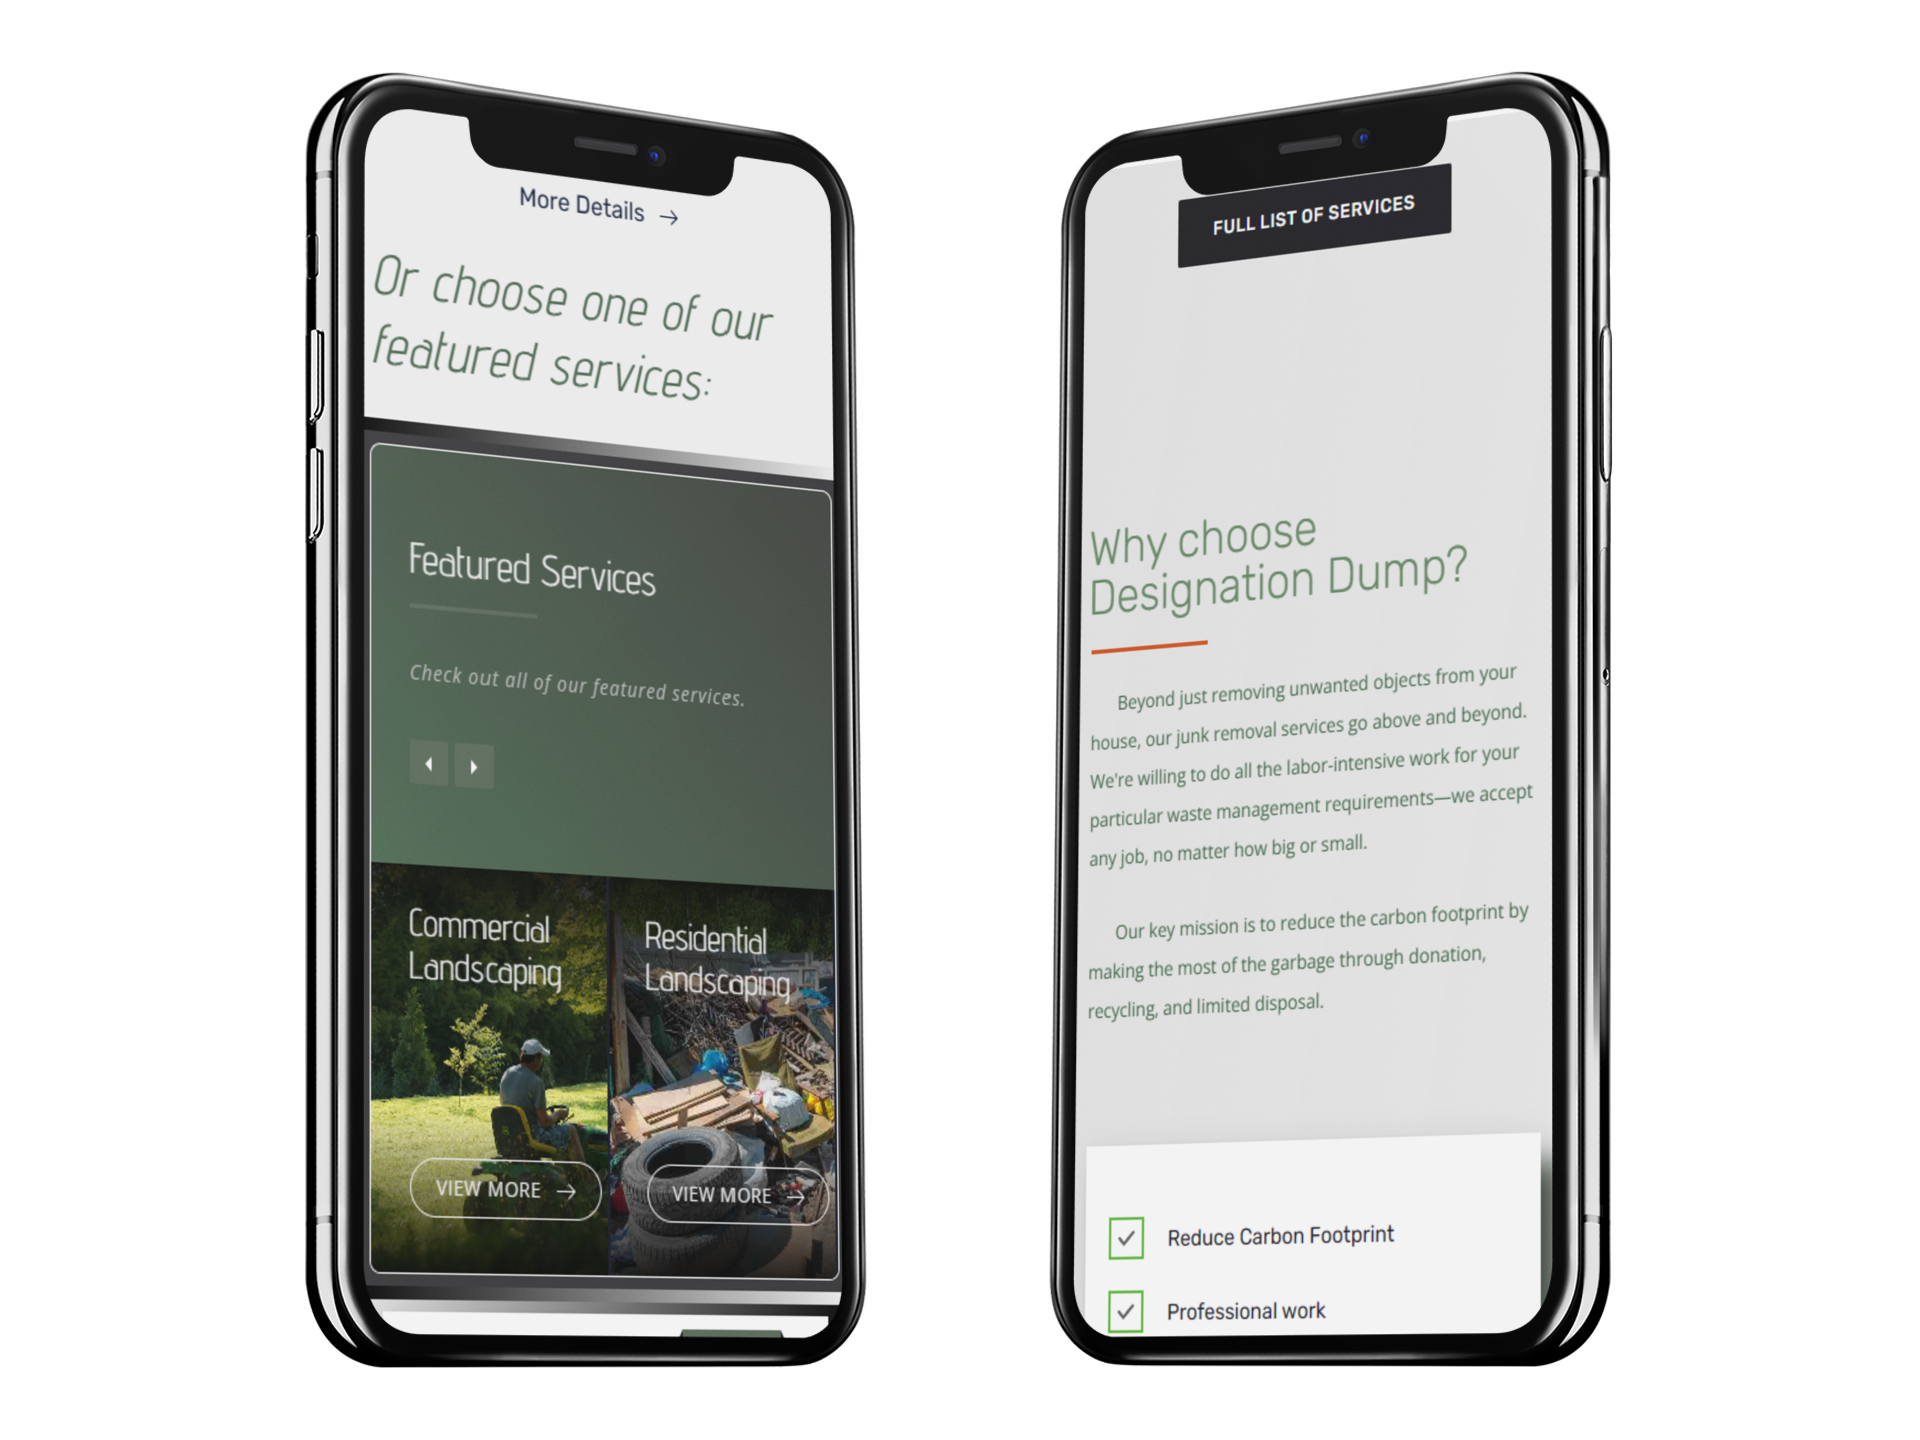 More Details →
Or choose one of our
featured services:
Featured Services
Check out all of our featured services.
Commercial
Landscaping
VIEW MORE →
Residential
Landscaping
VIEW MORE →
FULL LIST OF SERVICES
Why choose
Designation Dump?
Beyond just removing unwanted objects from your
house, our junk removal services go above and beyond.
We're willing to do all the labor-intensive work for your
particular waste management requirements—we accept
any job, no matter how big or small.
Our key mission is to reduce the carbon footprint by
making the most of the garbage through donation,
recycling, and limited disposal.
Reduce Carbon Footprint
Professional work